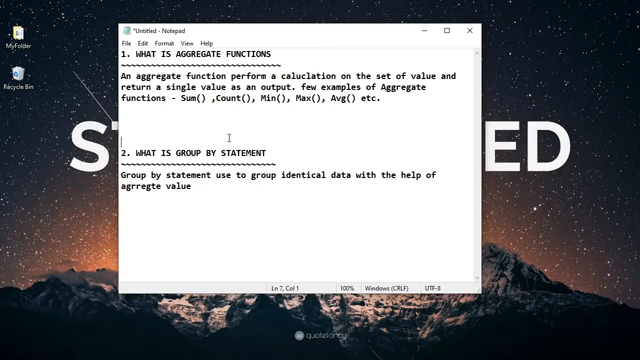 *Untitled - Notepad
File Edit Format View Help
1. WHAT IS AGGREGATE FUNCTIONS
~~~~~~~~~~~~~~~~~~~~~~~~~~~~~~~~
An aggregate function perform a caluclation on the set of value and
return a single value as an output. few examples of Aggregate
functions - Sum() ,Count(), Min(), Max(), Avg() etc.
2. WHAT IS GROUP BY STATEMENT
~~~~~~~~~~~~~~~~~~~~~~~~~~~~~~~
Group by statement use to group identical data with the help of
agrregte value
Ln 7, Col 1 100% Windows (CRLF) UTF-8
MyFolder
Recycle Bin
ST
ED
quotefancy